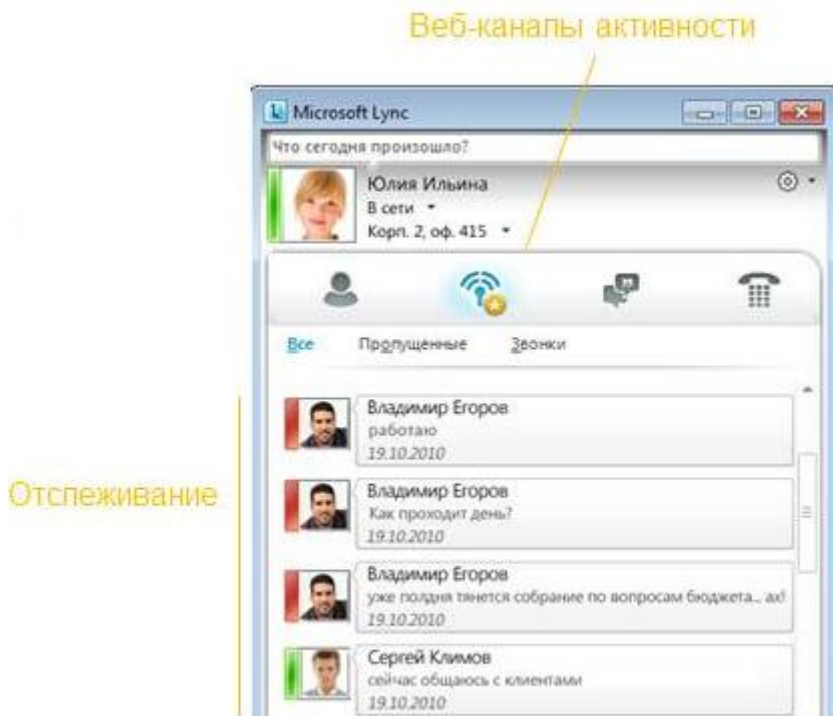 Веб-каналы активности
Microsoft Lync
Что сегодня произошло?
Юлия Ильина
В сети
Корп. 2, оф. 415
Все Пропущенные Звонки
Владимир Егоров
работаю
19.10.2010
Владимир Егоров
Как проходит день?
19.10.2010
Отслеживание
Владимир Егоров
уже полдня тянется собрание по вопросам бюджета... ах!
19.10.2010
Сергей Климов
сейчас общаюсь с клиентами
19.10.2010